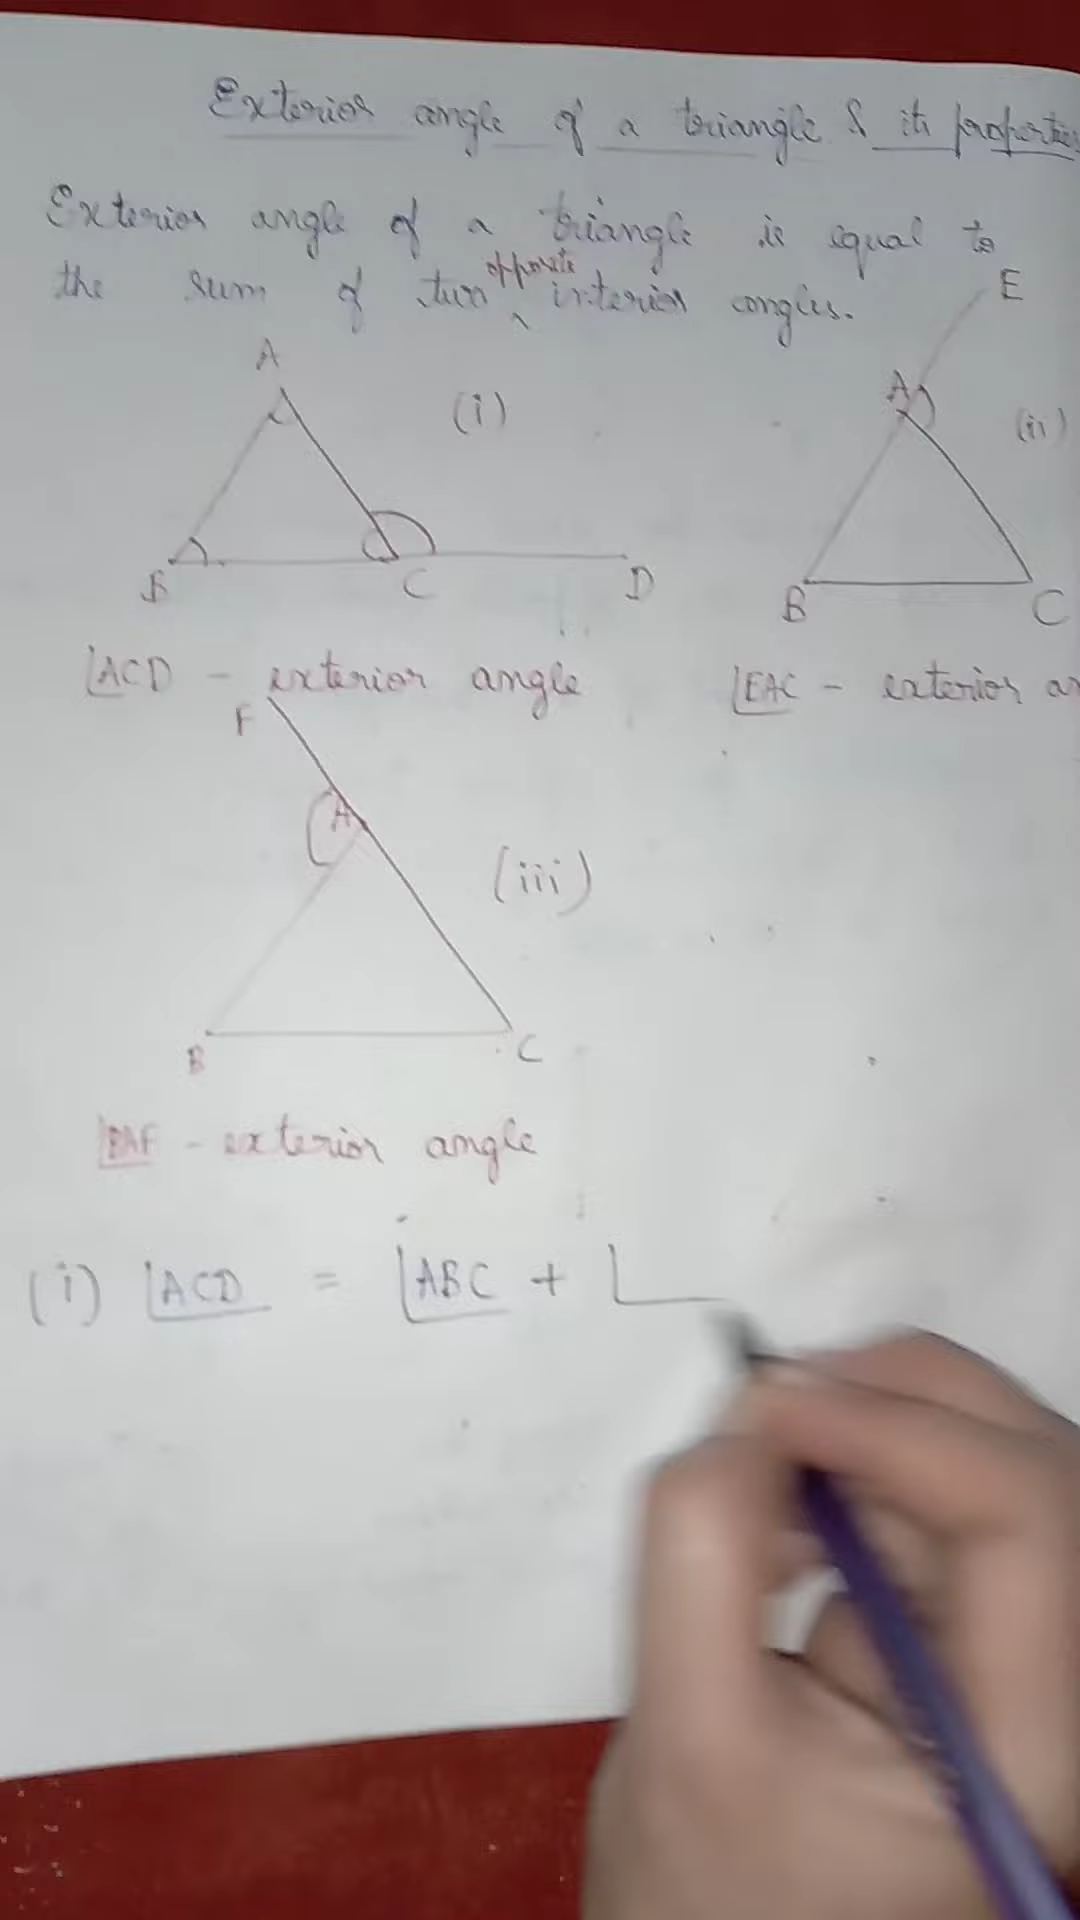 Exterior angle of a triangle & its properties
Exterior angle of a triangle is equal to
the sum of two opposite interior angles.
E
A
(i)
A
(ii)
B
C
D
B
C
∠ACD - exterior angle
∠EAC - exterior an
F
A
(iii)
B
C
∠BAF - exterior angle
(i) ∠ACD = ∠ABC + ∠